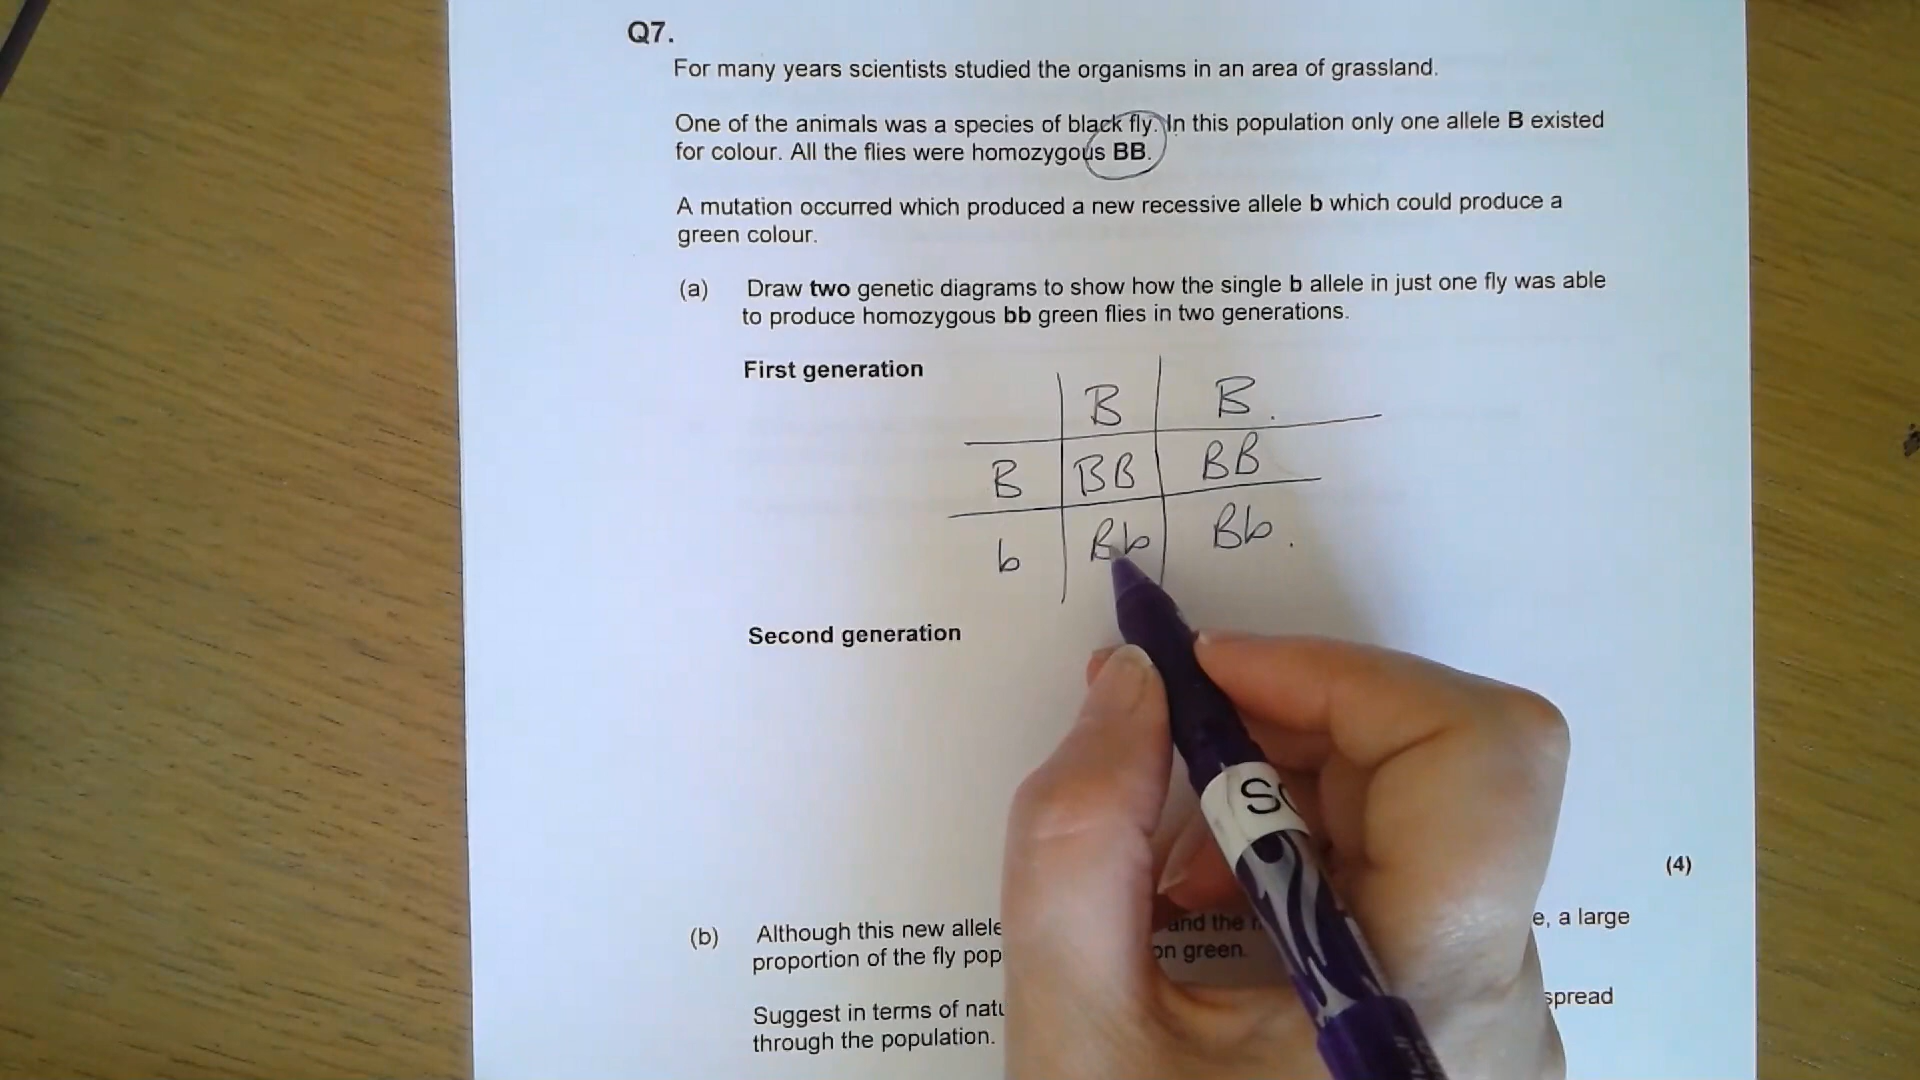 Q7.
For many years scientists studied the organisms in an area of grassland.
One of the animals was a species of black fly. In this population only one allele B existed
for colour. All the flies were homozygous BB.
A mutation occurred which produced a new recessive allele b which could produce a
green colour.
(a) Draw two genetic diagrams to show how the single b allele in just one fly was able
to produce homozygous bb green flies in two generations.
First generation
B B.
B BB BB
b Bb Bb.
Second generation
(4)
(b) Although this new allele and the e, a large
proportion of the fly pop on green.
Suggest in terms of natu spread
through the population.